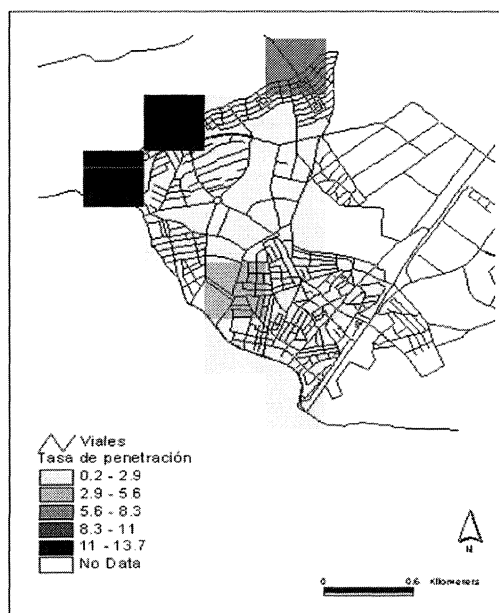 Viales
Tasa de penetración
0.2 - 2.9
2.9 - 5.6
5.6 - 8.3
8.3 - 11
11 - 13.7
No Data
N
0 0.6 Kilometers